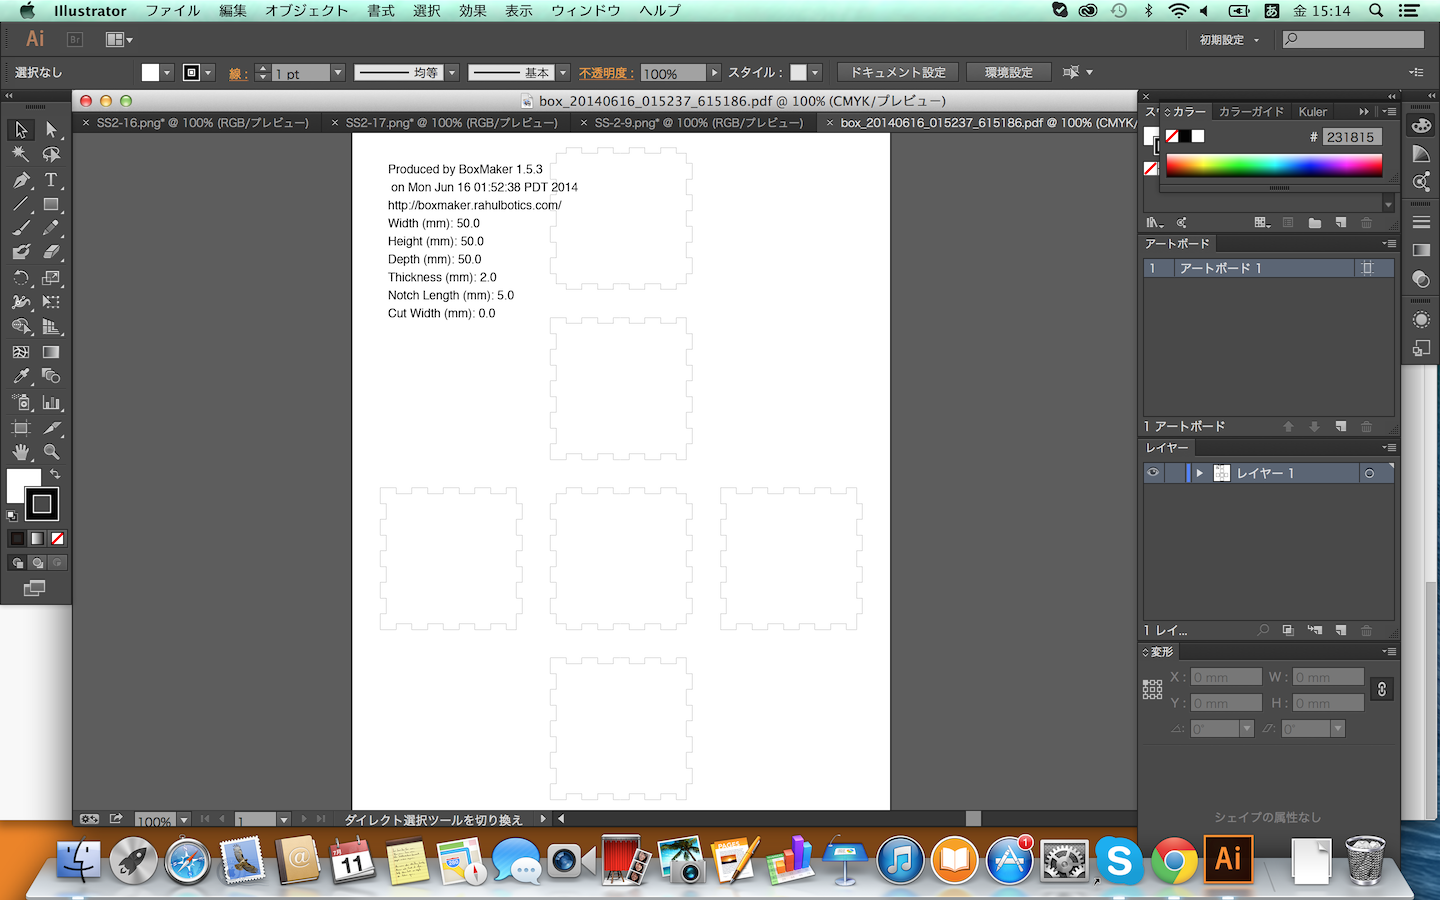 Illustrator ファイル 編集 オブジェクト 書式 選択 効果 表示 ウィンドウ ヘルプ あ 金 15:14
Ai Br 初期設定
選択なし 線 : 1 pt 均等 基本 不透明度 : 100% スタイル : ドキュメント設定 環境設定
box_20140616_015237_615186.pdf @ 100% (CMYK/プレビュー)
× SS2-16.png* @ 100% (RGB/プレビュー) × SS2-17.png* @ 100% (RGB/プレビュー) × SS-2-9.png* @ 100% (RGB/プレビュー) × box_20140616_015237_615186.pdf @ 100% (CMYK/
Produced by BoxMaker 1.5.3
on Mon Jun 16 01:52:38 PDT 2014
http://boxmaker.rahulbotics.com/
Width (mm): 50.0
Height (mm): 50.0
Depth (mm): 50.0
Thickness (mm): 2.0
Notch Length (mm): 5.0
Cut Width (mm): 0.0
ス カラー カラーガイド Kuler
# 231815
アートボード
1 アートボード 1
1 アートボード
レイヤー
レイヤー 1
1 レイ...
変形
X : 0 mm W : 0 mm
Y : 0 mm H : 0 mm
0° 0°
シェイプの属性なし
100% 1 ダイレクト選択ツールを切り換え
7月
11
PAGES
1
S
Ai